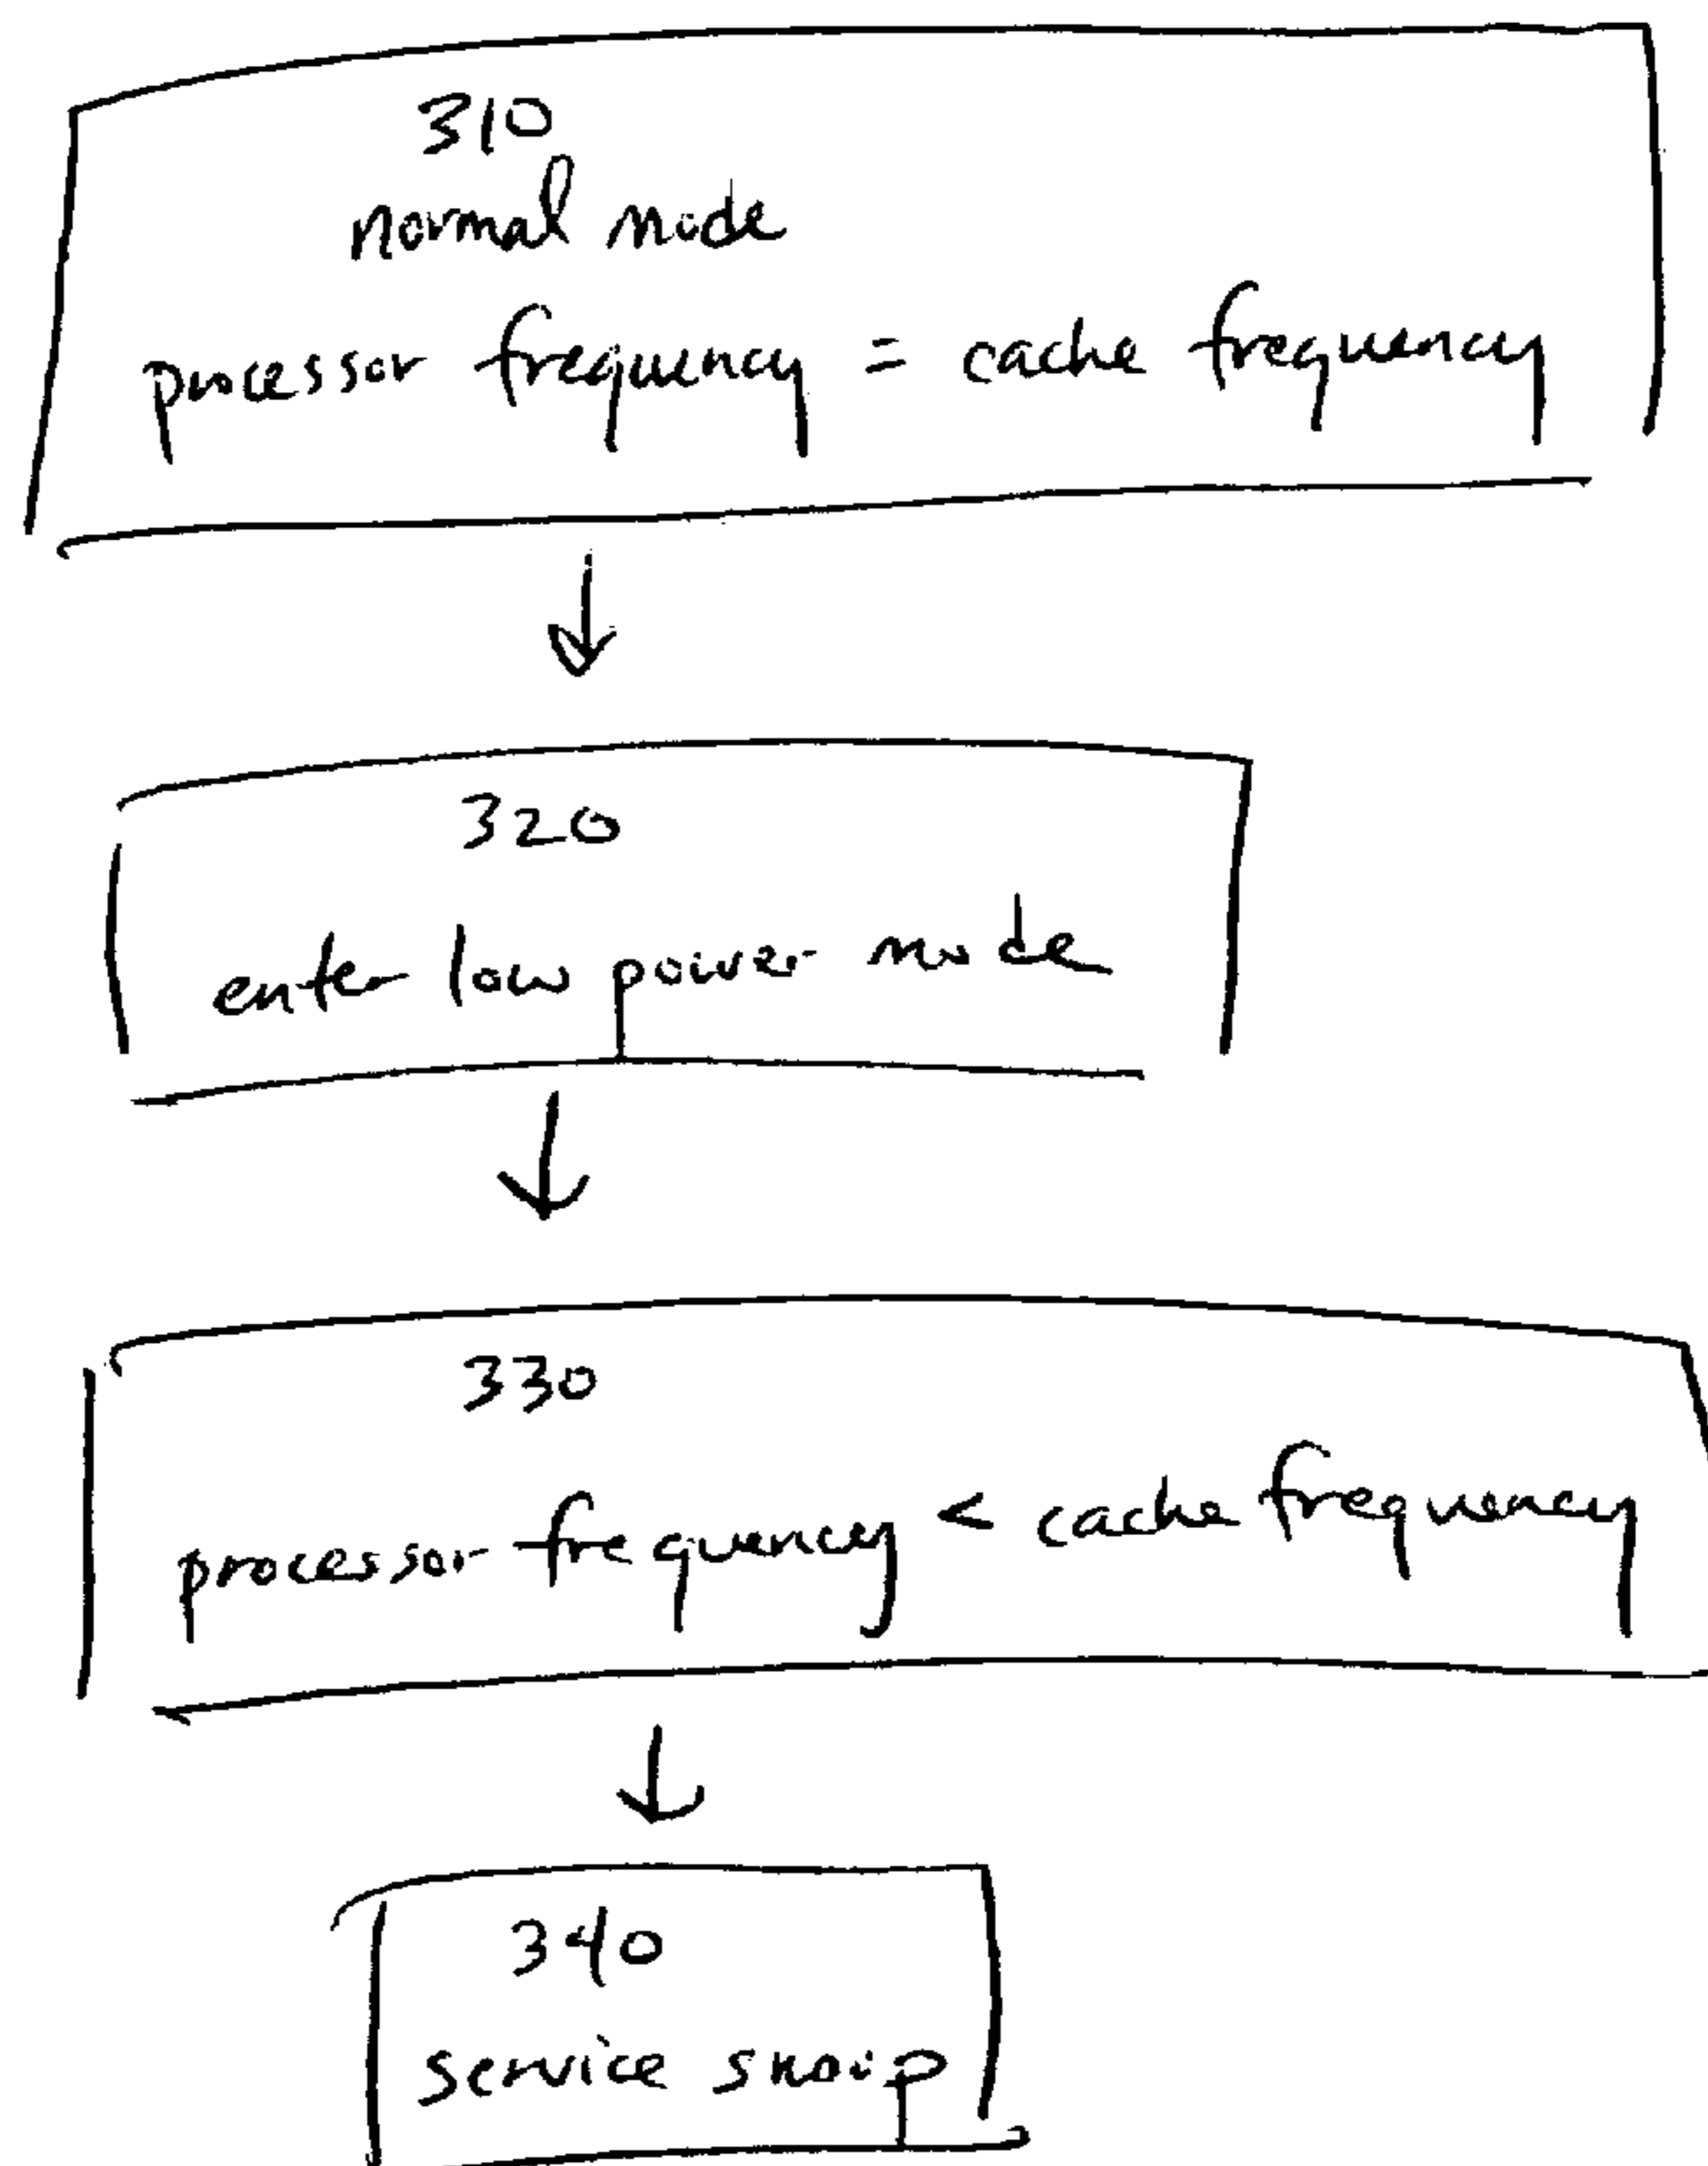 310
normal mode
processor frequency = cache frequency
320
enter low power mode
330
processor frequency < cache frequency
340
service snoop